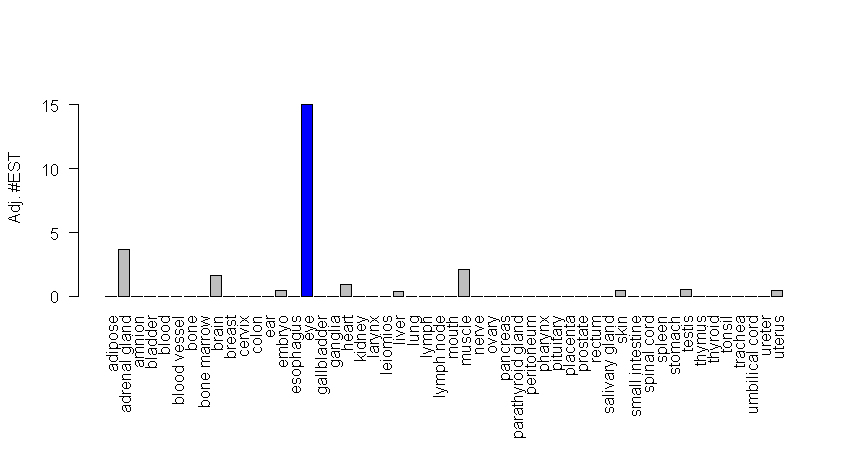 Adj. #EST
15
10
5
0
adipose
adrenal gland
amnion
bladder
blood
blood vessel
bone
bone marrow
brain
breast
cervix
colon
ear
embryo
esophagus
eye
gallbladder
ganglia
heart
kidney
larynx
leiomios
liver
lung
lymph
lymph node
mouth
muscle
nerve
ovary
pancreas
parathyroid gland
peritoneum
pharynx
pituitary
placenta
prostate
rectum
salivary gland
skin
small intestine
spinal cord
spleen
stomach
testis
thymus
thyroid
tonsil
trachea
umbilical cord
ureter
uterus